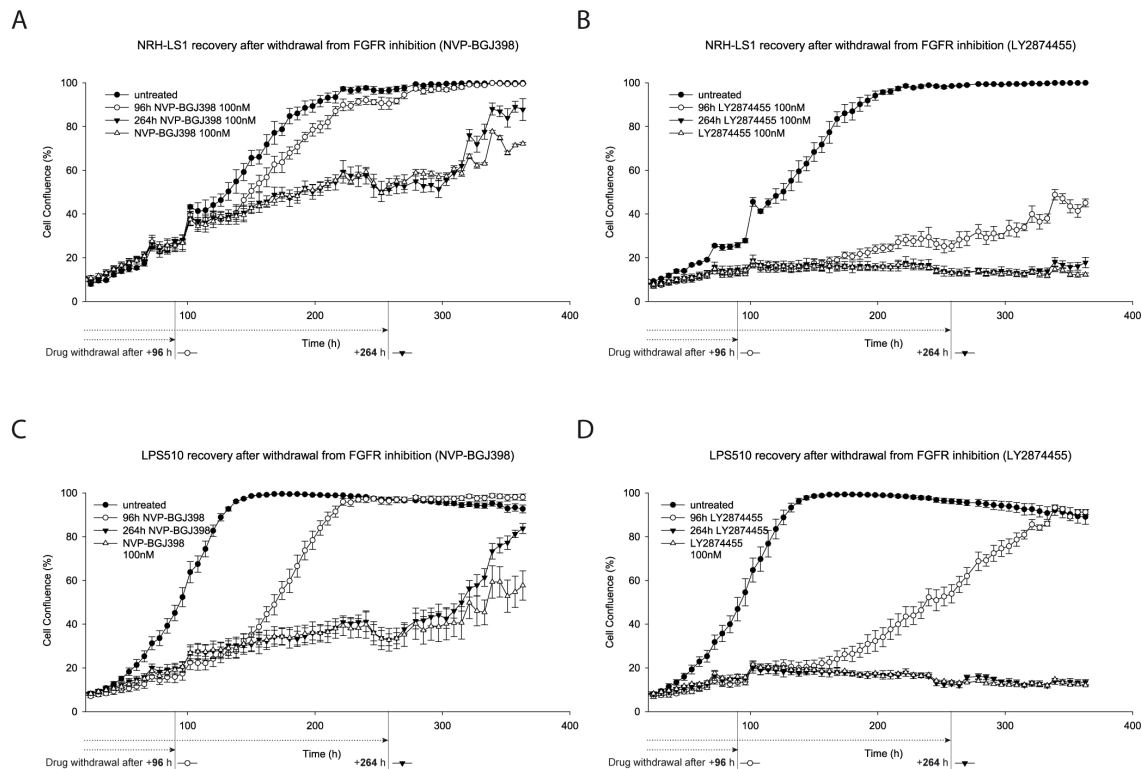 A
NRH-LS1 recovery after withdrawal from FGFR inhibition (NVP-BGJ398)
100
80
60
40
20
0
Cell Confluence (%)
untreated
96h NVP-BGJ398 100nM
264h NVP-BGJ398 100nM
NVP-BGJ398 100nM
100
200
300
400
Time (h)
Drug withdrawal after +96 h
+264 h
B
NRH-LS1 recovery after withdrawal from FGFR inhibition (LY2874455)
100
80
60
40
20
0
Cell Confluence (%)
untreated
96h LY2874455 100nM
264h LY2874455 100nM
LY2874455 100nM
100
200
300
400
Time (h)
Drug withdrawal after +96 h
+264 h
C
LPS510 recovery after withdrawal from FGFR inhibition (NVP-BGJ398)
100
80
60
40
20
0
Cell Confluence (%)
untreated
96h NVP-BGJ398
264h NVP-BGJ398
NVP-BGJ398
100nM
100
200
300
400
Time (h)
Drug withdrawal after +96 h
+264 h
D
LPS510 recovery after withdrawal from FGFR inhibition (LY2874455)
100
80
60
40
20
0
Cell Confluence (%)
untreated
96h LY2874455
264h LY2874455
LY2874455
100nM
100
200
300
400
Time (h)
Drug withdrawal after +96 h
+264 h